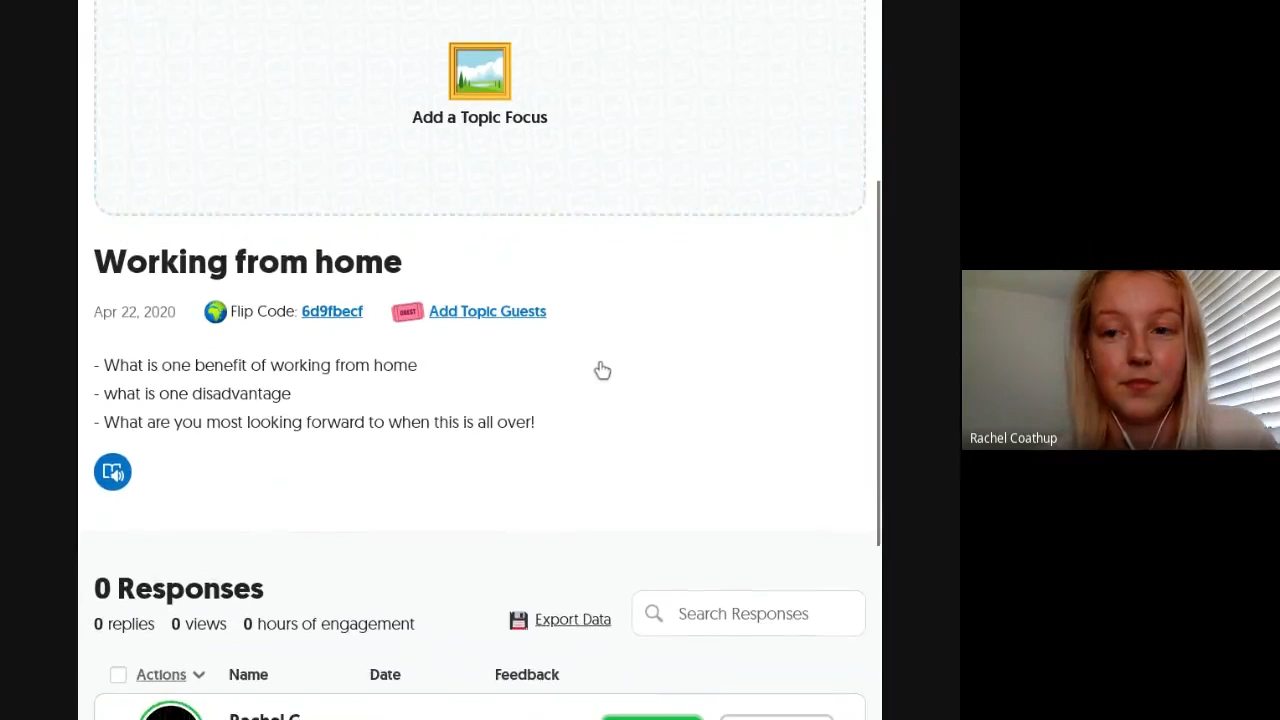 Add a Topic Focus
Working from home
Apr 22, 2020 Flip Code: 6d9fbecf GUEST Add Topic Guests
- What is one benefit of working from home
- what is one disadvantage
- What are you most looking forward to when this is all over!
Rachel Coathup
0 Responses
0 replies 0 views 0 hours of engagement Export Data Search Responses
Actions Name Date Feedback
Rachel C